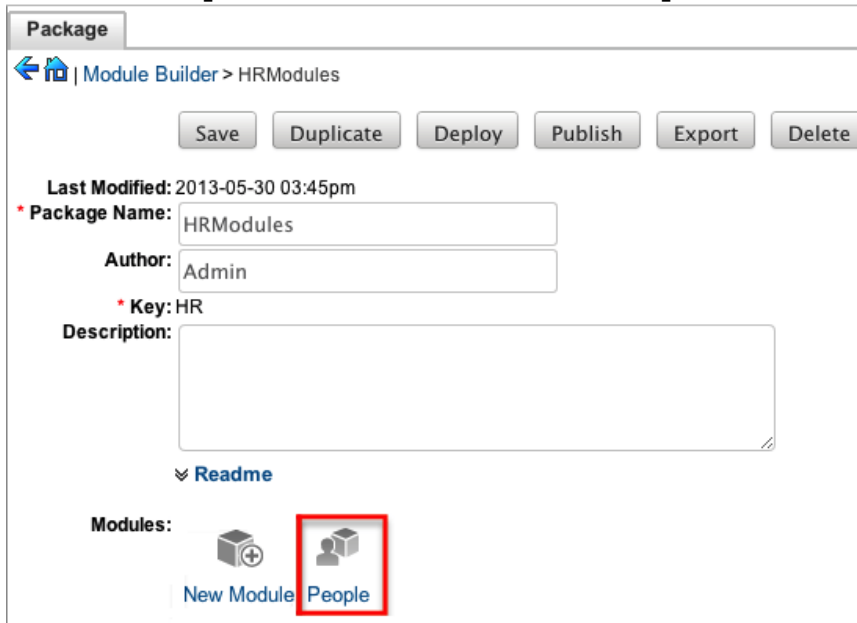 Package
| Module Builder > HRModules
Save Duplicate Deploy Publish Export Delete
Last Modified: 2013-05-30 03:45pm
* Package Name: HRModules
Author: Admin
* Key: HR
Description:
Readme
Modules:
New Module People